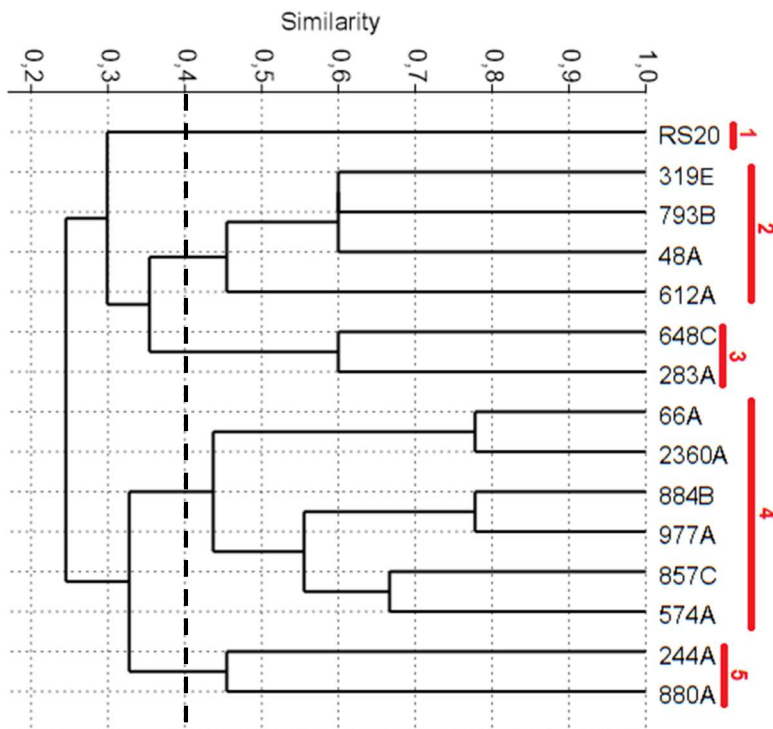 Similarity
0,2 0,3 0,4 0,5 0,6 0,7 0,8 0,9 1,0
RS20 1
319E
793B
2
48A
612A
648C
3
283A
66A
2360A
884B
4
977A
857C
574A
244A
5
880A